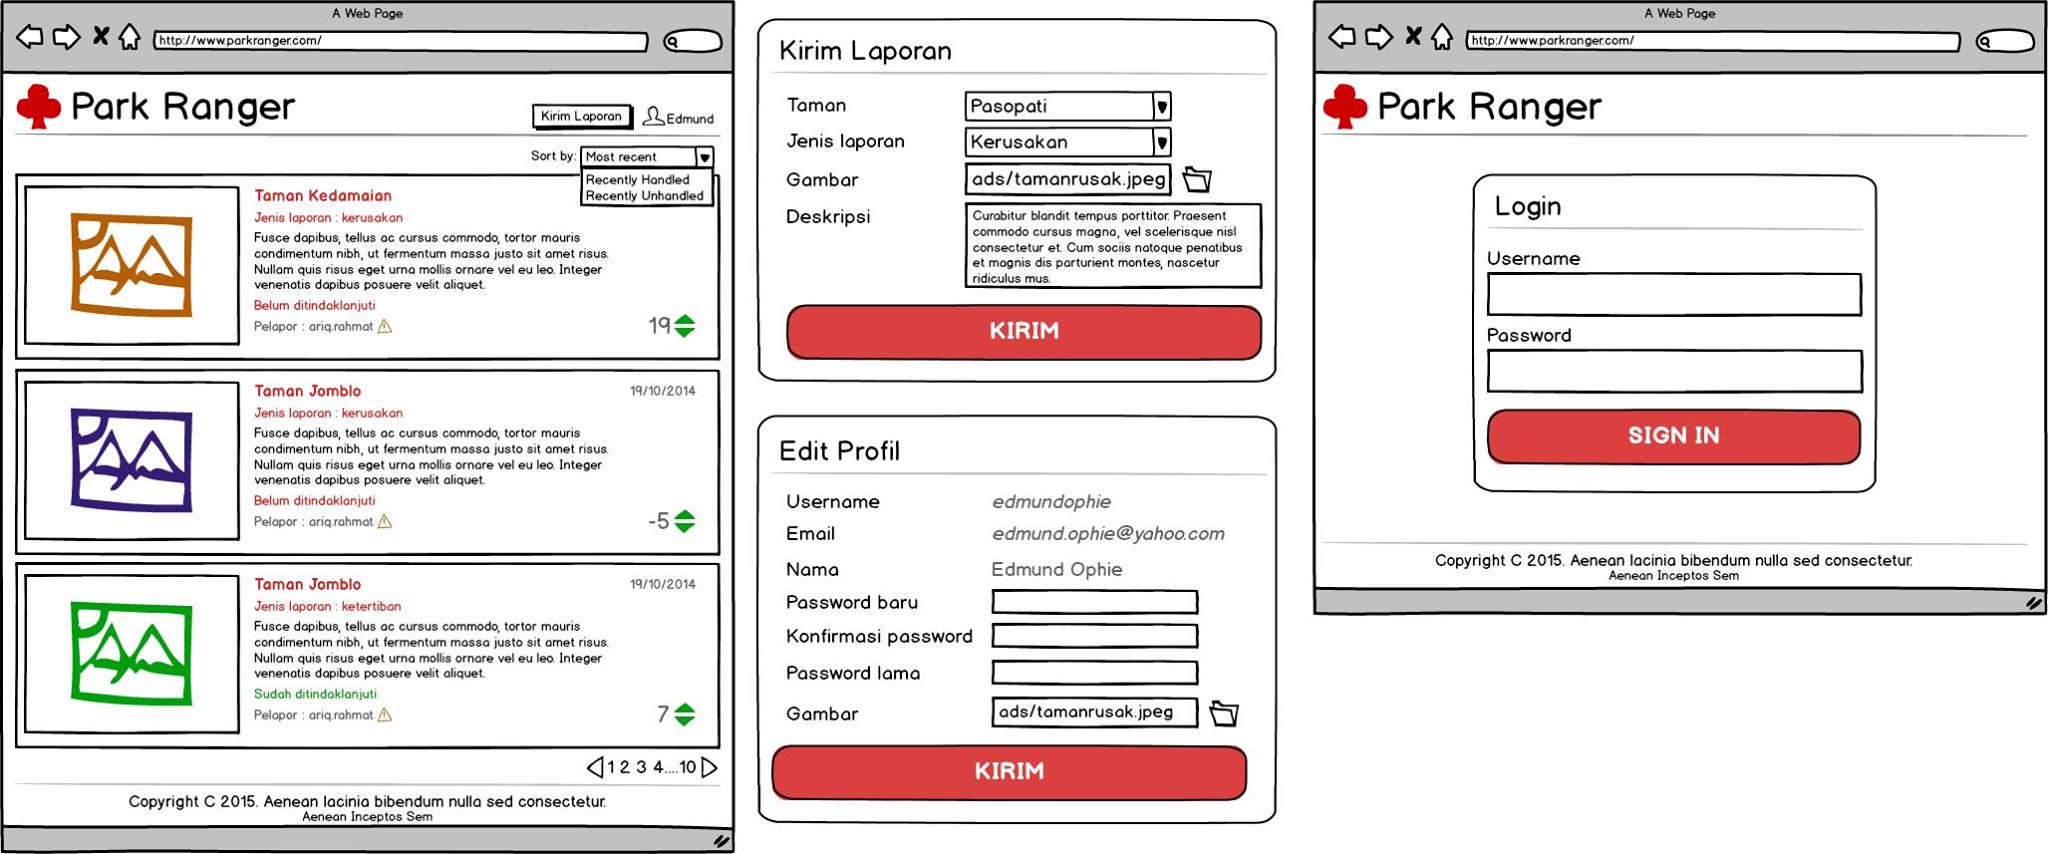 A Web Page
http://www.parkranger.com/
Park Ranger
Kirim Laporan
Edmund
Sort by:
Most recent
Recently Handled
Recently Unhandled
Taman Kedamaian
Jenis laporan : kerusakan
Fusce dapibus, tellus ac cursus commodo, tortor mauris
condimentum nibh, ut fermentum massa justo sit amet risus.
Nullam quis risus eget urna mollis ornare vel eu leo. Integer
venenatis dapibus posuere velit aliquet.
Belum ditindaklanjuti
Pelapor : ariq.rahmat
19
Taman Jomblo
19/10/2014
Jenis laporan : kerusakan
Fusce dapibus, tellus ac cursus commodo, tortor mauris
condimentum nibh, ut fermentum massa justo sit amet risus.
Nullam quis risus eget urna mollis ornare vel eu leo. Integer
venenatis dapibus posuere velit aliquet.
Belum ditindaklanjuti
Pelapor : ariq.rahmat
-5
Taman Jomblo
19/10/2014
Jenis laporan : ketertiban
Fusce dapibus, tellus ac cursus commodo, tortor mauris
condimentum nibh, ut fermentum massa justo sit amet risus.
Nullam quis risus eget urna mollis ornare vel eu leo. Integer
venenatis dapibus posuere velit aliquet.
Sudah ditindaklanjuti
Pelapor : ariq.rahmat
7
1 2 3 4....10
Copyright C 2015. Aenean lacinia bibendum nulla sed consectetur.
Aenean Inceptos Sem
Kirim Laporan
Taman
Pasopati
Jenis laporan
Kerusakan
Gambar
ads/tamanrusak.jpeg
Deskripsi
Curabitur blandit tempus porttitor. Praesent
commodo cursus magna, vel scelerisque nisl
consectetur et. Cum sociis natoque penatibus
et magnis dis parturient montes, nascetur
ridiculus mus.
KIRIM
Edit Profil
Username
edmundophie
Email
edmund.ophie@yahoo.com
Nama
Edmund Ophie
Password baru
Konfirmasi password
Password lama
Gambar
ads/tamanrusak.jpeg
KIRIM
A Web Page
http://www.parkranger.com/
Park Ranger
Login
Username
Password
SIGN IN
Copyright C 2015. Aenean lacinia bibendum nulla sed consectetur.
Aenean Inceptos Sem